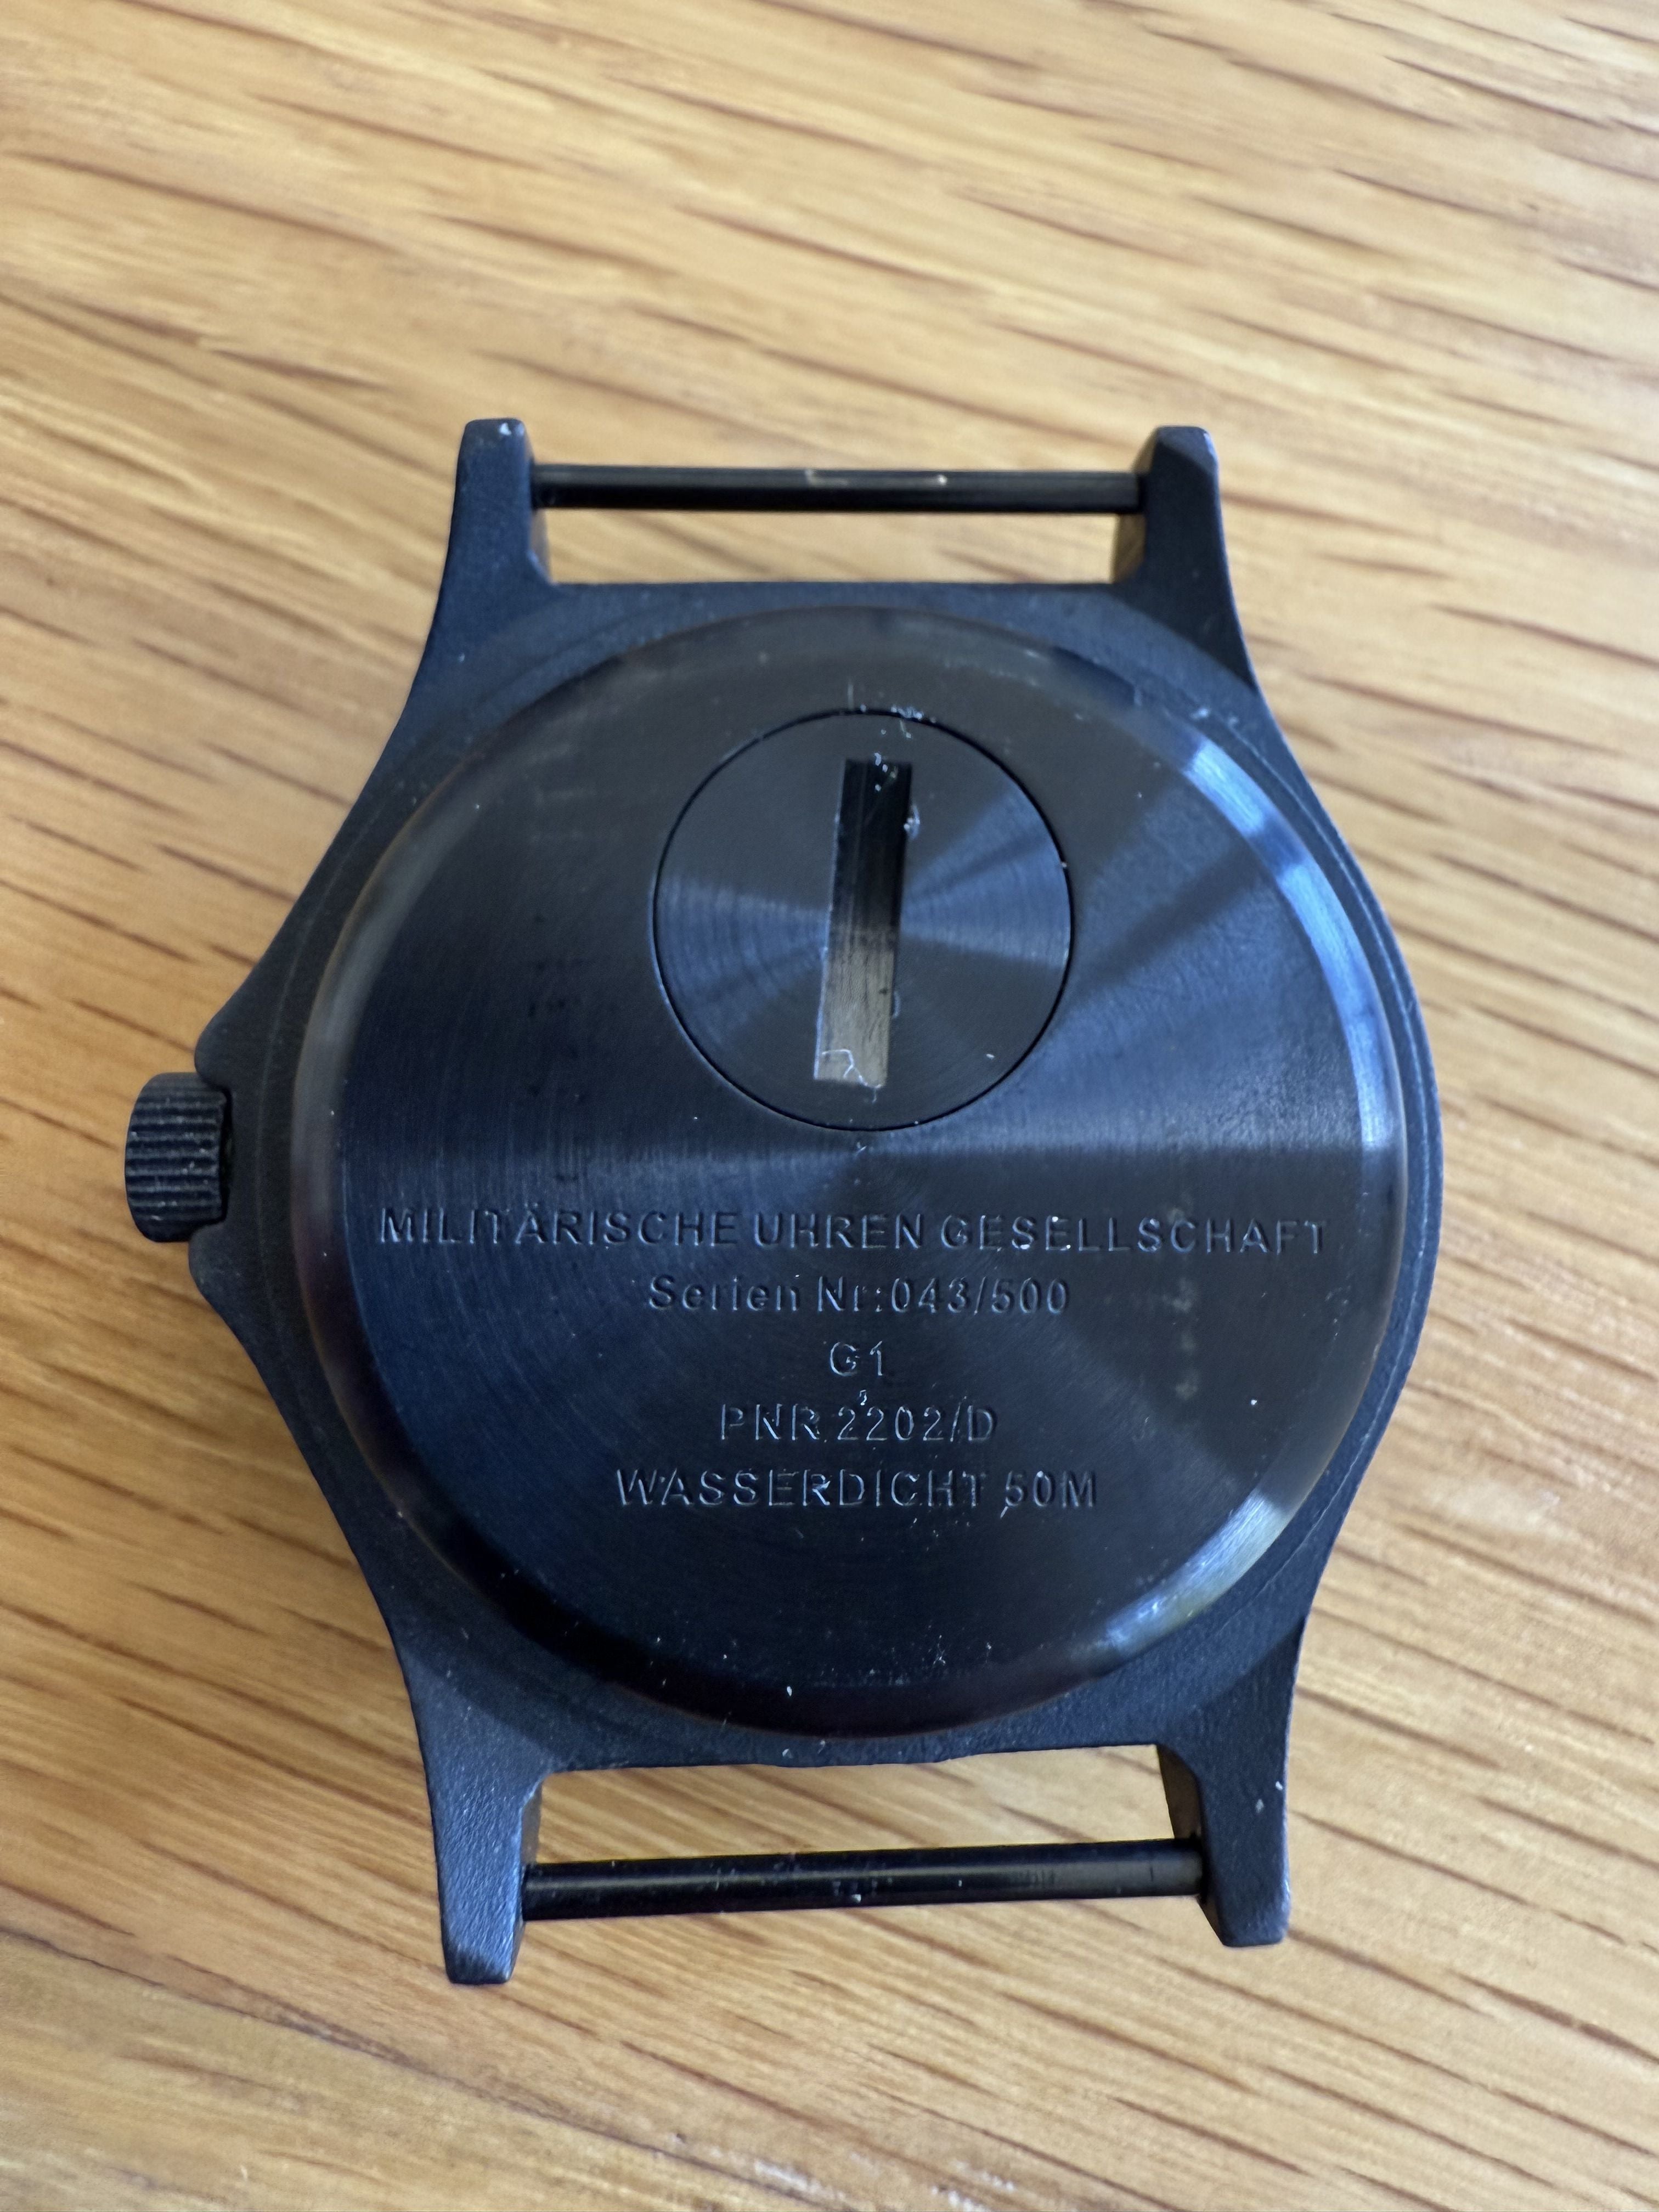 MILITÄRISCHE UHREN GESELLSCHAFT
Serien Nr:043/500
G1
PNR 2202/D
WASSERDICHT 50M